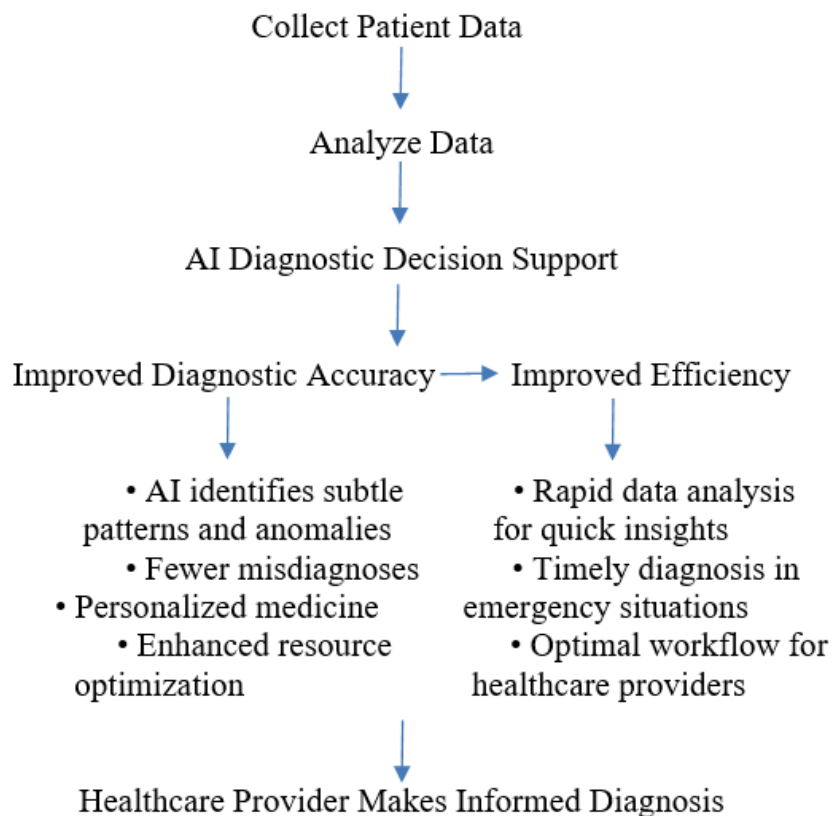 Collect Patient Data
Analyze Data
AI Diagnostic Decision Support
Improved Diagnostic Accuracy
Improved Efficiency
• AI identifies subtle
patterns and anomalies
• Fewer misdiagnoses
• Personalized medicine
• Enhanced resource
optimization
• Rapid data analysis
for quick insights
• Timely diagnosis in
emergency situations
• Optimal workflow for
healthcare providers
Healthcare Provider Makes Informed Diagnosis